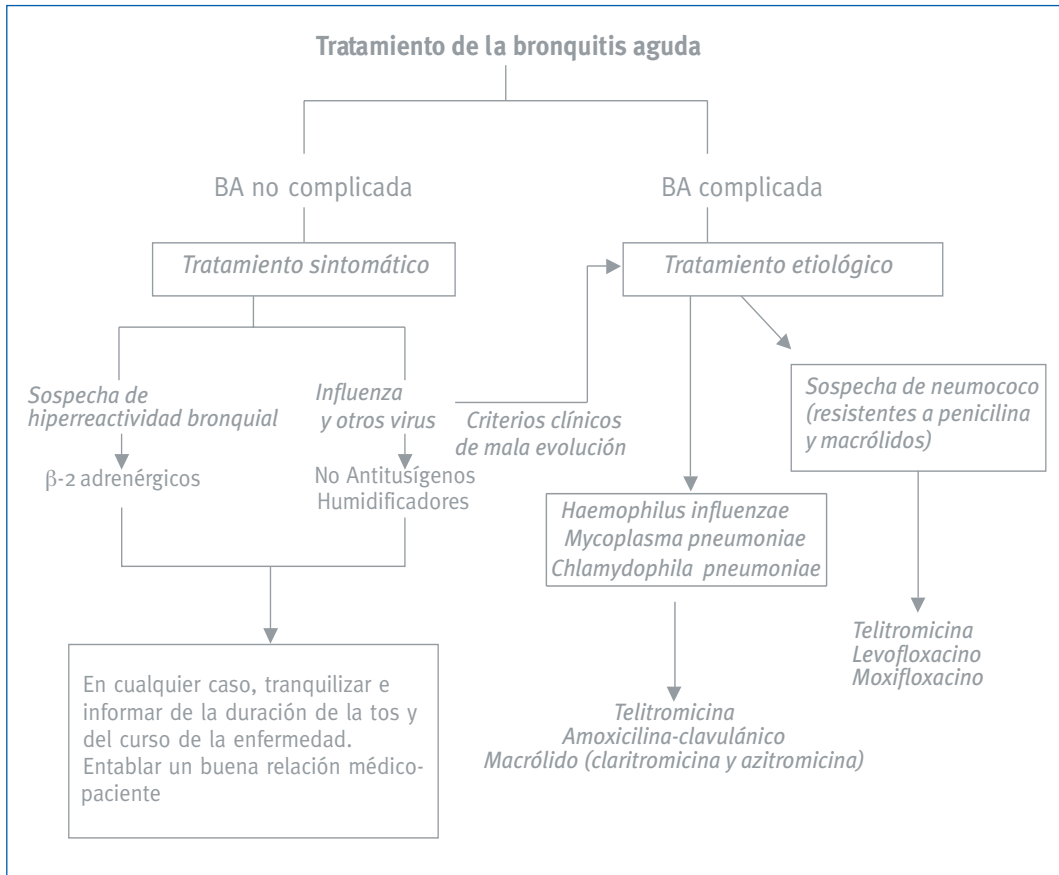 Tratamiento de la bronquitis aguda
BA no complicada
BA complicada
Tratamiento sintomático
Tratamiento etiológico
Sospecha de
hiperreactividad bronquial
Influenza
y otros virus
Criterios clínicos
de mala evolución
Sospecha de neumococo
(resistentes a penicilina
y macrólidos)
β-2 adrenérgicos
No Antitusígenos
Humidificadores
Haemophilus influenzae
Mycoplasma pneumoniae
Chlamydophila pneumoniae
Telitromicina
Levofloxacino
Moxifloxacino
En cualquier caso, tranquilizar e
informar de la duración de la tos y
del curso de la enfermedad.
Entablar un buena relación médico-
paciente
Telitromicina
Amoxicilina-clavulánico
Macrólido (claritromicina y azitromicina)